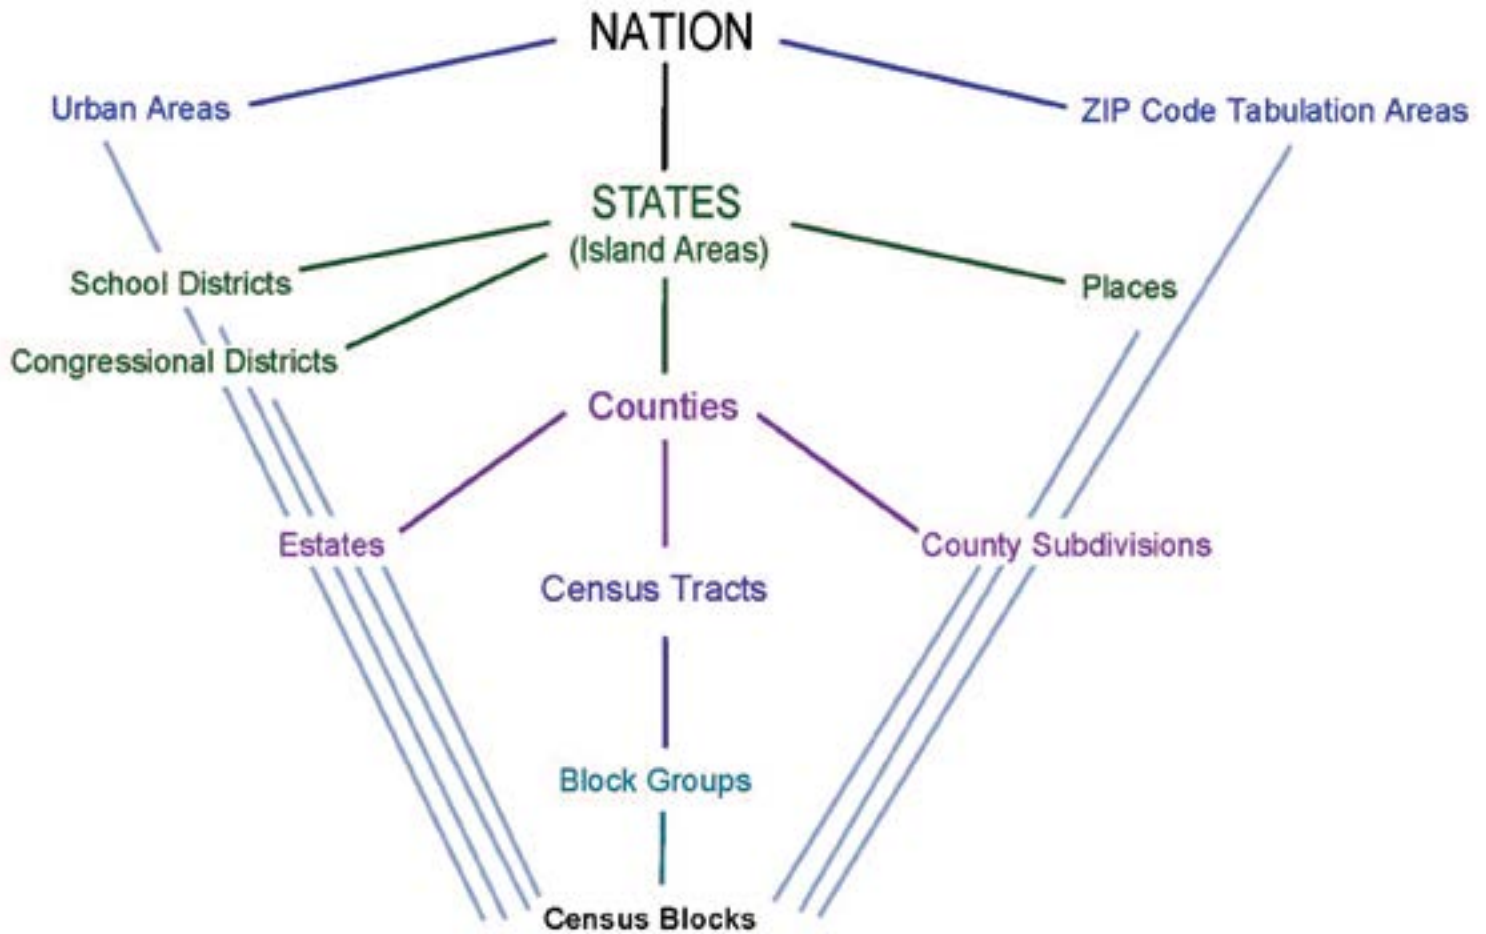 NATION
Urban Areas
ZIP Code Tabulation Areas
STATES
(Island Areas)
School Districts
Places
Congressional Districts
Counties
Estates
County Subdivisions
Census Tracts
Block Groups
Census Blocks